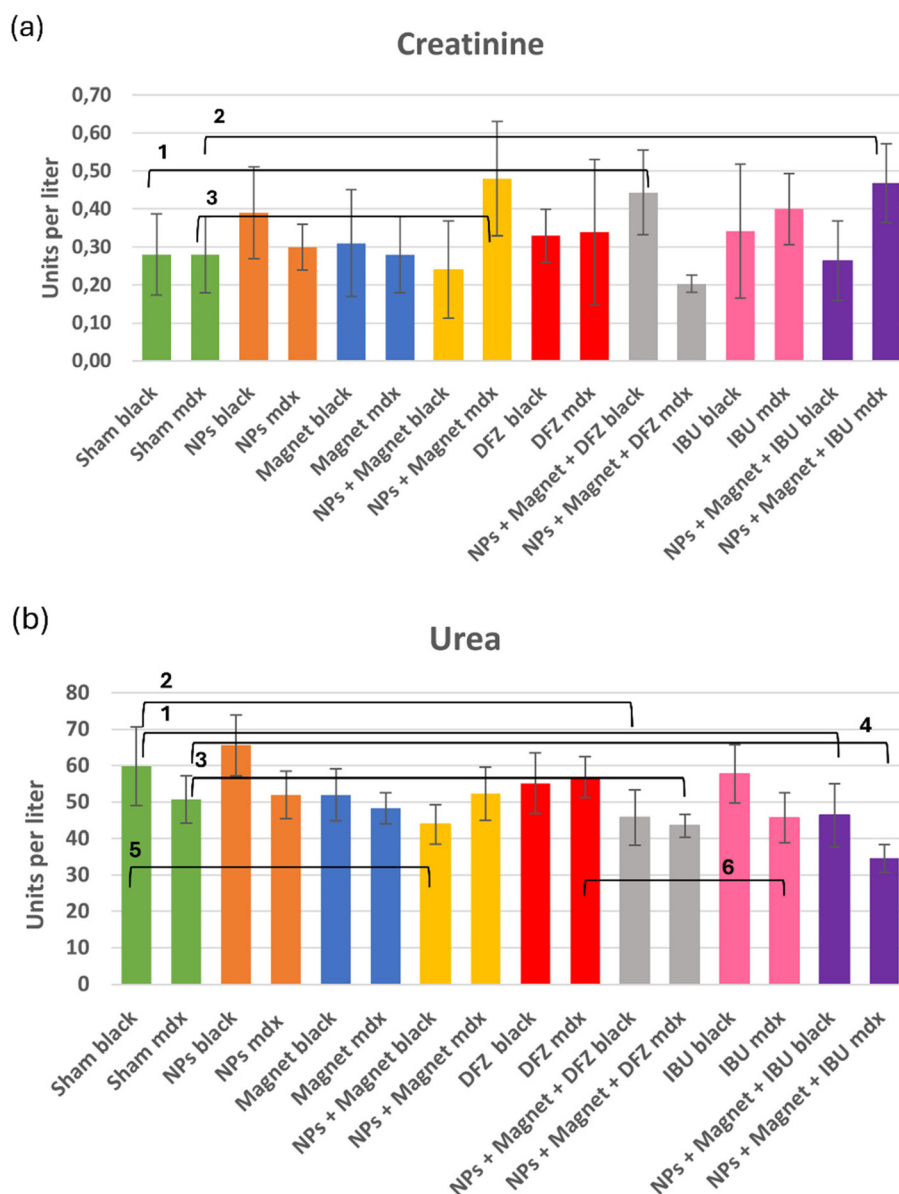 (a)
Creatinine
Units per liter
0,70
0,60
0,50
0,40
0,30
0,20
0,10
0,00
2
1
3
Sham black
Sham mdx
NPs black
NPs mdx
Magnet black
Magnet mdx
NPs + Magnet black
NPs + Magnet mdx
DFZ black
DFZ mdx
NPs + Magnet + DFZ black
NPs + Magnet + DFZ mdx
IBU black
IBU mdx
NPs + Magnet + IBU black
NPs + Magnet + IBU mdx
(b)
Urea
Units per liter
80
70
60
50
40
30
20
10
0
2
1
4
3
5
6
Sham black
Sham mdx
NPs black
NPs mdx
Magnet black
Magnet mdx
NPs + Magnet black
NPs + Magnet mdx
DFZ black
DFZ mdx
NPs + Magnet + DFZ black
NPs + Magnet + DFZ mdx
IBU black
IBU mdx
NPs + Magnet + IBU black
NPs + Magnet + IBU mdx